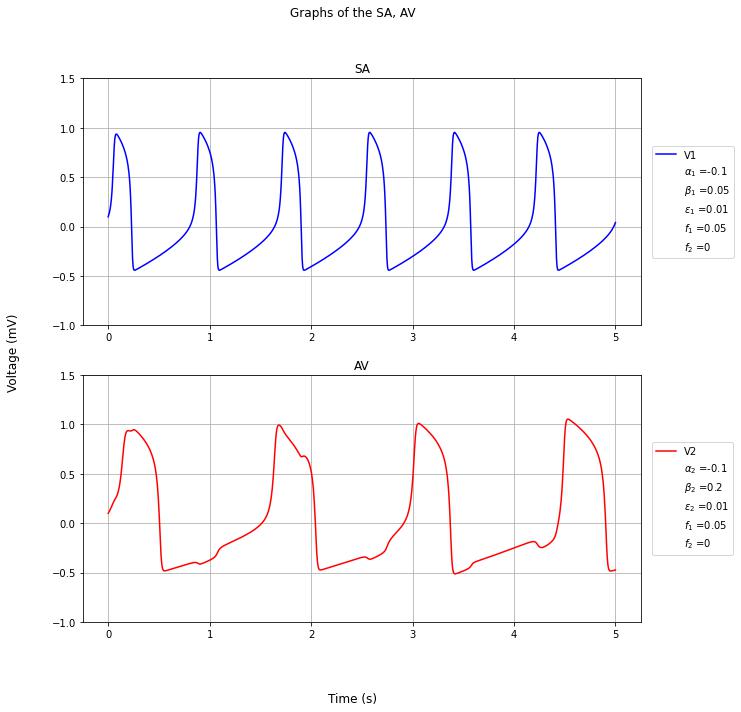 Graphs of the SA, AV
SA
1.5
1.0
0.5
0.0
−0.5
−1.0
0 1 2 3 4 5
V1
α₁ =-0.1
β₁ =0.05
ε₁ =0.01
f₁ =0.05
f₂ =0
Voltage (mV)
AV
1.5
1.0
0.5
0.0
−0.5
−1.0
0 1 2 3 4 5
V2
α₂ =-0.1
β₂ =0.2
ε₂ =0.01
f₁ =0.05
f₂ =0
Time (s)